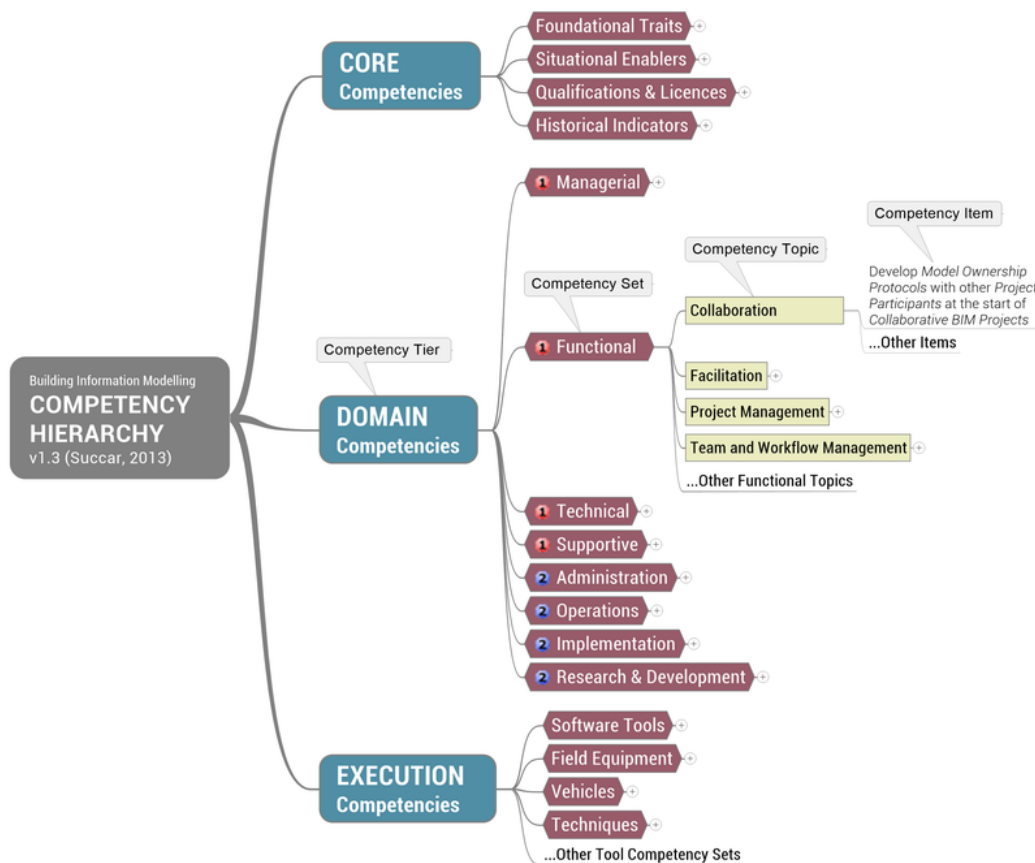 Building Information Modelling
COMPETENCY
HIERARCHY
v1.3 (Succar, 2013)
CORE
Competencies
Foundational Traits
Situational Enablers
Qualifications & Licences
Historical Indicators
Competency Tier
DOMAIN
Competencies
1 Managerial
Competency Set
1 Functional
Competency Topic
Collaboration
Competency Item
Develop Model Ownership
Protocols with other Project
Participants at the start of
Collaborative BIM Projects
...Other Items
Facilitation
Project Management
Team and Workflow Management
...Other Functional Topics
1 Technical
1 Supportive
2 Administration
2 Operations
2 Implementation
2 Research & Development
EXECUTION
Competencies
Software Tools
Field Equipment
Vehicles
Techniques
...Other Tool Competency Sets